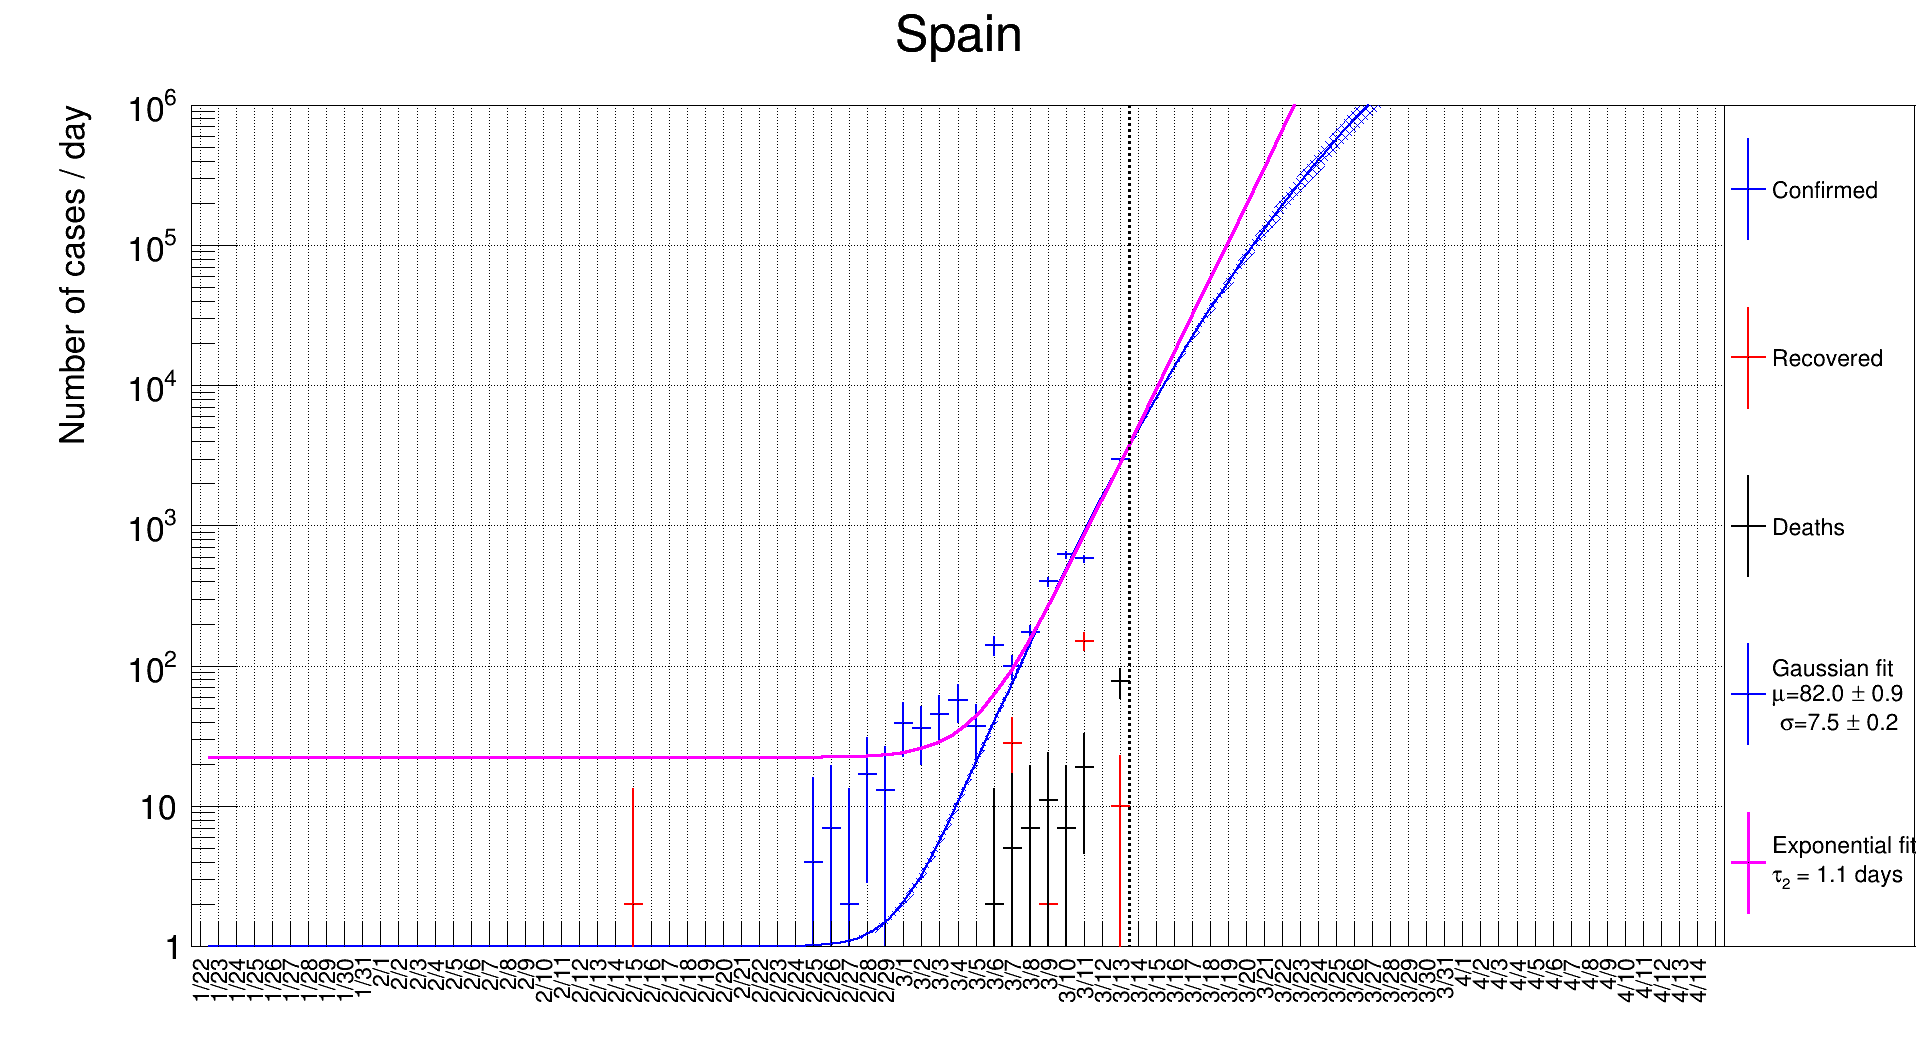 Spain
Number of cases / day
10⁶
10⁵
10⁴
10³
10²
10
1
1/22 1/23 1/24 1/25 1/26 1/27 1/28 1/29 1/30 1/31 2/1 2/2 2/3 2/4 2/5 2/6 2/7 2/8 2/9 2/10 2/11 2/12 2/13 2/14 2/15 2/16 2/17 2/18 2/19 2/20 2/21 2/22 2/23 2/24 2/25 2/26 2/27 2/28 2/29 3/1 3/2 3/3 3/4 3/5 3/6 3/7 3/8 3/9 3/10 3/11 3/12 3/13 3/14 3/15 3/16 3/17 3/18 3/19 3/20 3/21 3/22 3/23 3/24 3/25 3/26 3/27 3/28 3/29 3/30 3/31 4/1 4/2 4/3 4/4 4/5 4/6 4/7 4/8 4/9 4/10 4/11 4/12 4/13 4/14
Confirmed
Recovered
Deaths
Gaussian fit
μ=82.0 ± 0.9
σ=7.5 ± 0.2
Exponential fit
τ₂ = 1.1 days